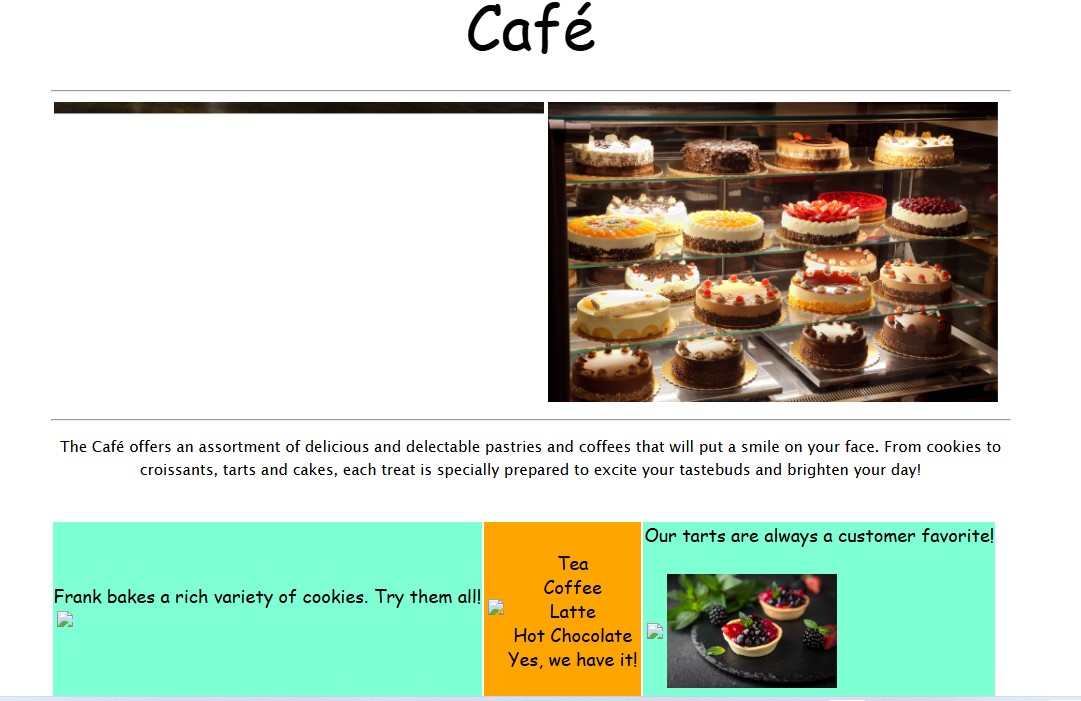 Café
The Café offers an assortment of delicious and delectable pastries and coffees that will put a smile on your face. From cookies to
croissants, tarts and cakes, each treat is specially prepared to excite your tastebuds and brighten your day!
Frank bakes a rich variety of cookies. Try them all!
Tea
Coffee
Latte
Hot Chocolate
Yes, we have it!
Our tarts are always a customer favorite!